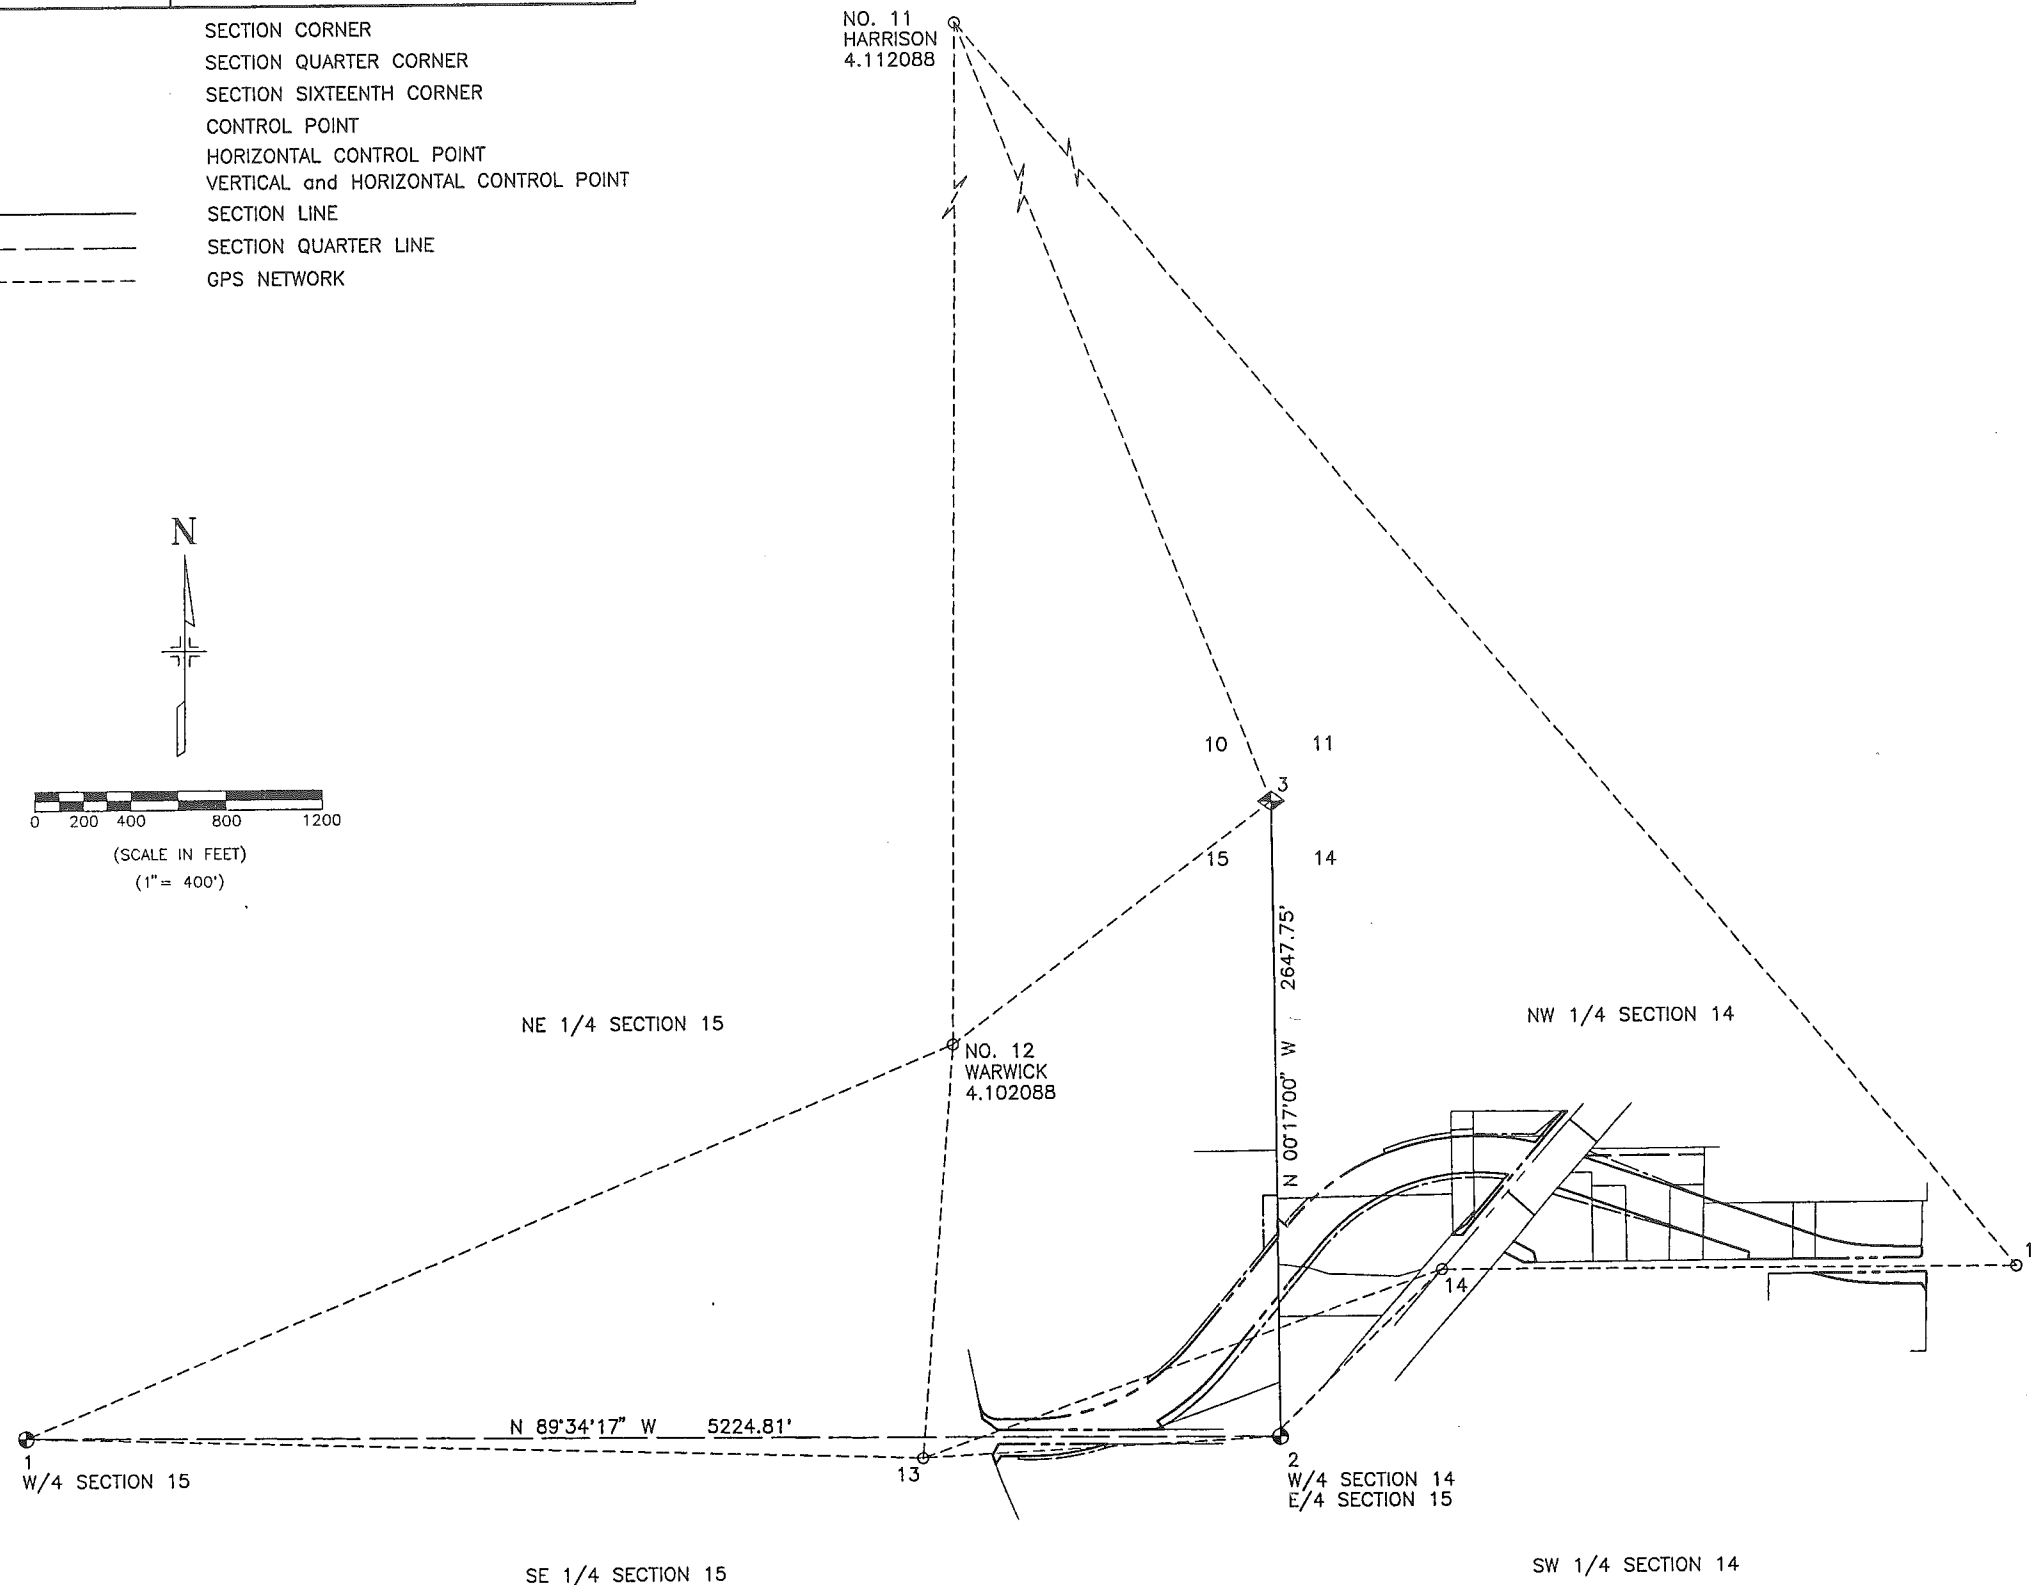 SECTION CORNER
SECTION QUARTER CORNER
SECTION SIXTEENTH CORNER
CONTROL POINT
HORIZONTAL CONTROL POINT
VERTICAL and HORIZONTAL CONTROL POINT
SECTION LINE
SECTION QUARTER LINE
GPS NETWORK
NO. 11
HARRISON
4.112088
N
0 200 400 800 1200
(SCALE IN FEET)
(1"= 400')
10 11
3
15 14
N 00°17'00" W 2647.75'
NE 1/4 SECTION 15
NW 1/4 SECTION 14
NO. 12
WARWICK
4.102088
14
1
N 89°34'17" W 5224.81'
1
W/4 SECTION 15
13
2
W/4 SECTION 14
E/4 SECTION 15
SE 1/4 SECTION 15
SW 1/4 SECTION 14